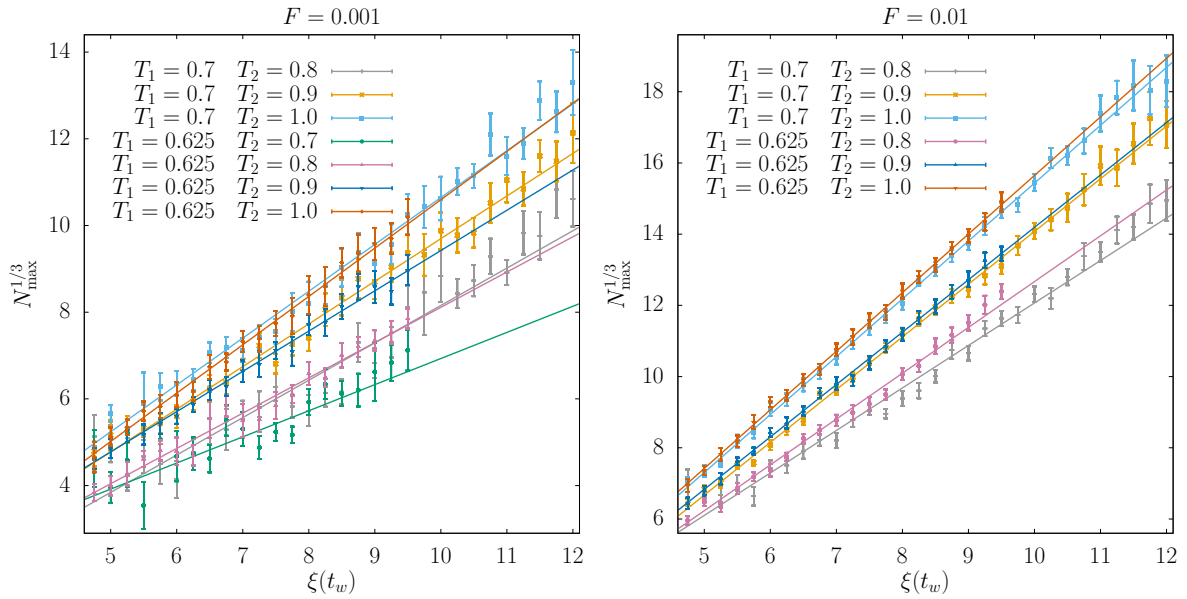 F = 0.001
14
12
10
8
6
4
5 6 7 8 9 10 11 12
N_max^{1/3}
ξ(t_w)
T₁ = 0.7 T₂ = 0.8
T₁ = 0.7 T₂ = 0.9
T₁ = 0.7 T₂ = 1.0
T₁ = 0.625 T₂ = 0.7
T₁ = 0.625 T₂ = 0.8
T₁ = 0.625 T₂ = 0.9
T₁ = 0.625 T₂ = 1.0
F = 0.01
18
16
14
12
10
8
6
5 6 7 8 9 10 11 12
N_max^{1/3}
ξ(t_w)
T₁ = 0.7 T₂ = 0.8
T₁ = 0.7 T₂ = 0.9
T₁ = 0.7 T₂ = 1.0
T₁ = 0.625 T₂ = 0.8
T₁ = 0.625 T₂ = 0.9
T₁ = 0.625 T₂ = 1.0